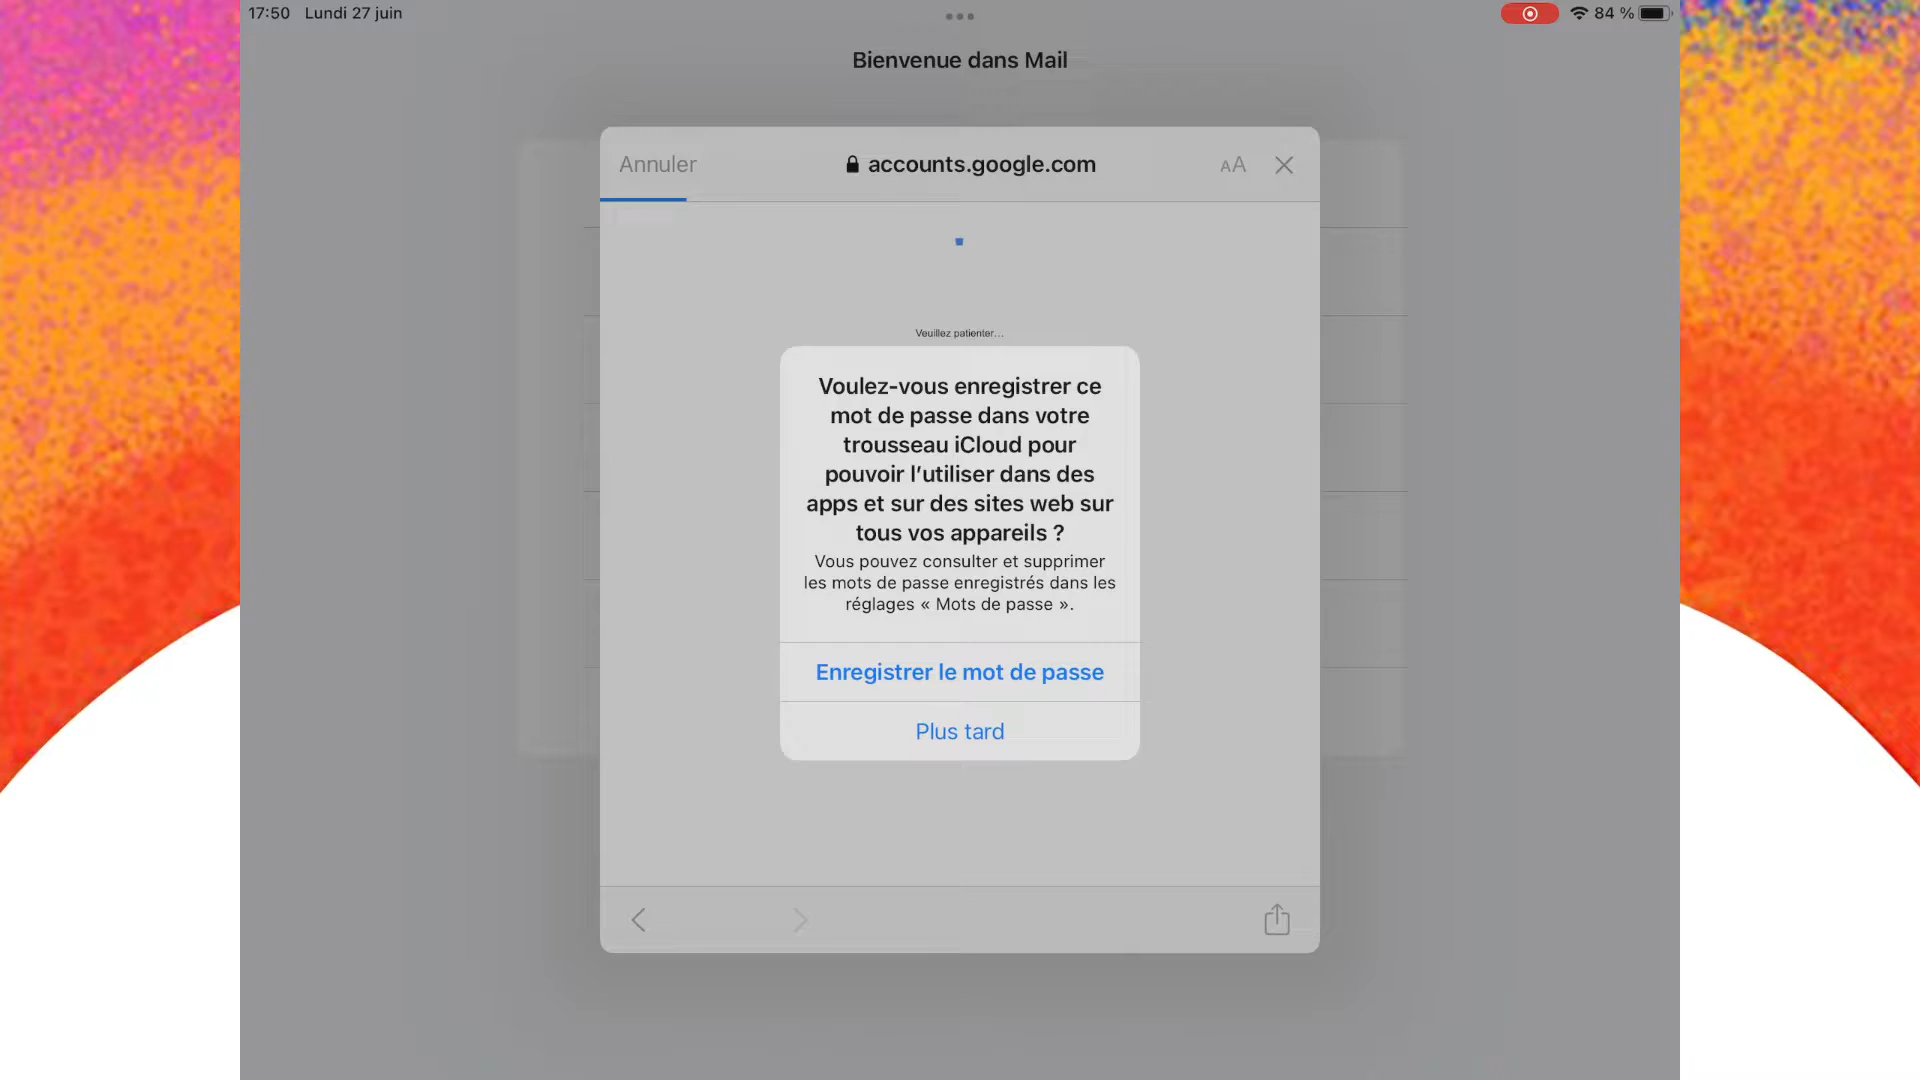 17:50 Lundi 27 juin
84 %
Bienvenue dans Mail
Annuler
accounts.google.com
AA
Veuillez patienter...
Voulez-vous enregistrer ce
mot de passe dans votre
trousseau iCloud pour
pouvoir l’utiliser dans des
apps et sur des sites web sur
tous vos appareils ?
Vous pouvez consulter et supprimer
les mots de passe enregistrés dans les
réglages « Mots de passe ».
Enregistrer le mot de passe
Plus tard